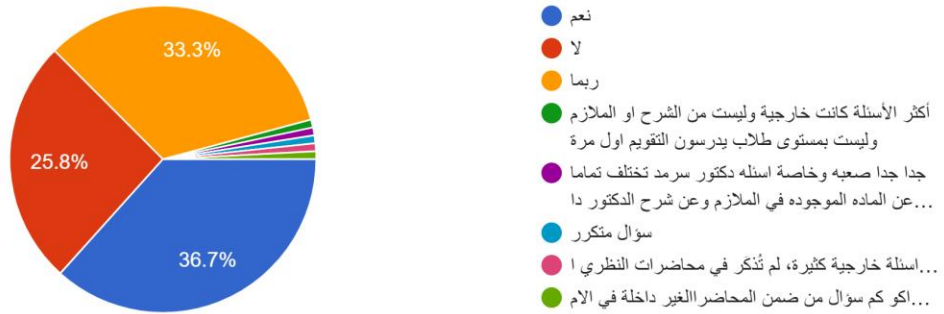 33.3%
25.8%
36.7%
نعم
لا
ربما
أكثر الأسئلة كانت خارجية وليست من الشرح او الملازم
وليست بمستوى طلاب يدرسون التقويم اول مرة
جدا جدا صعبه وخاصة اسئله دكتور سرمد تختلف تماما
عن الماده الموجوده في الملازم وعن شرح الدكتور دا…
سؤال متكرر
اسئلة خارجية كثيرة، لم تُذكَر في محاضرات النظري ا…
اكو كم سؤال من ضمن المحاضراالغير داخلة في الام…